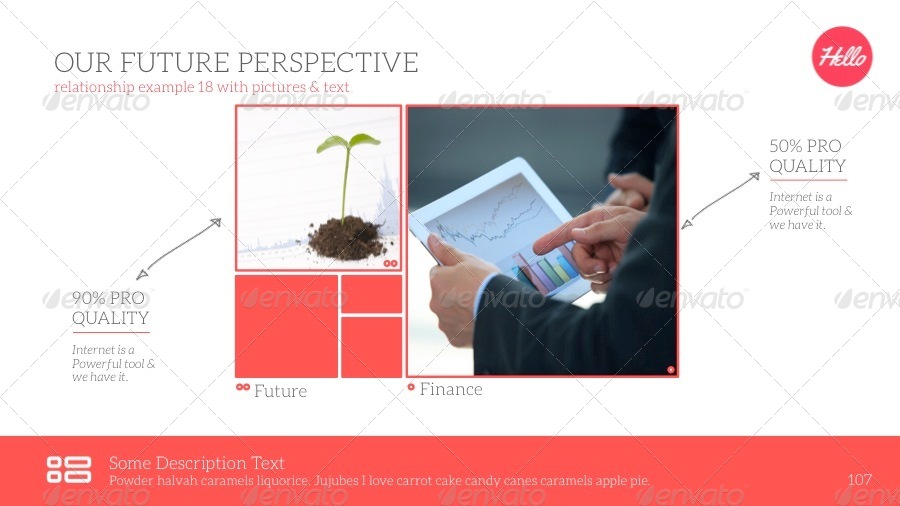 OUR FUTURE PERSPECTIVE
relationship example 18 with pictures & text
Hello
50% PRO
QUALITY
Internet is a
Powerful tool &
we have it.
90% PRO
QUALITY
Internet is a
Powerful tool &
we have it.
Future
Finance
Some Description Text
Powder halvah caramels liquorice. Jujubes I love carrot cake candy canes caramels apple pie.
107
envato